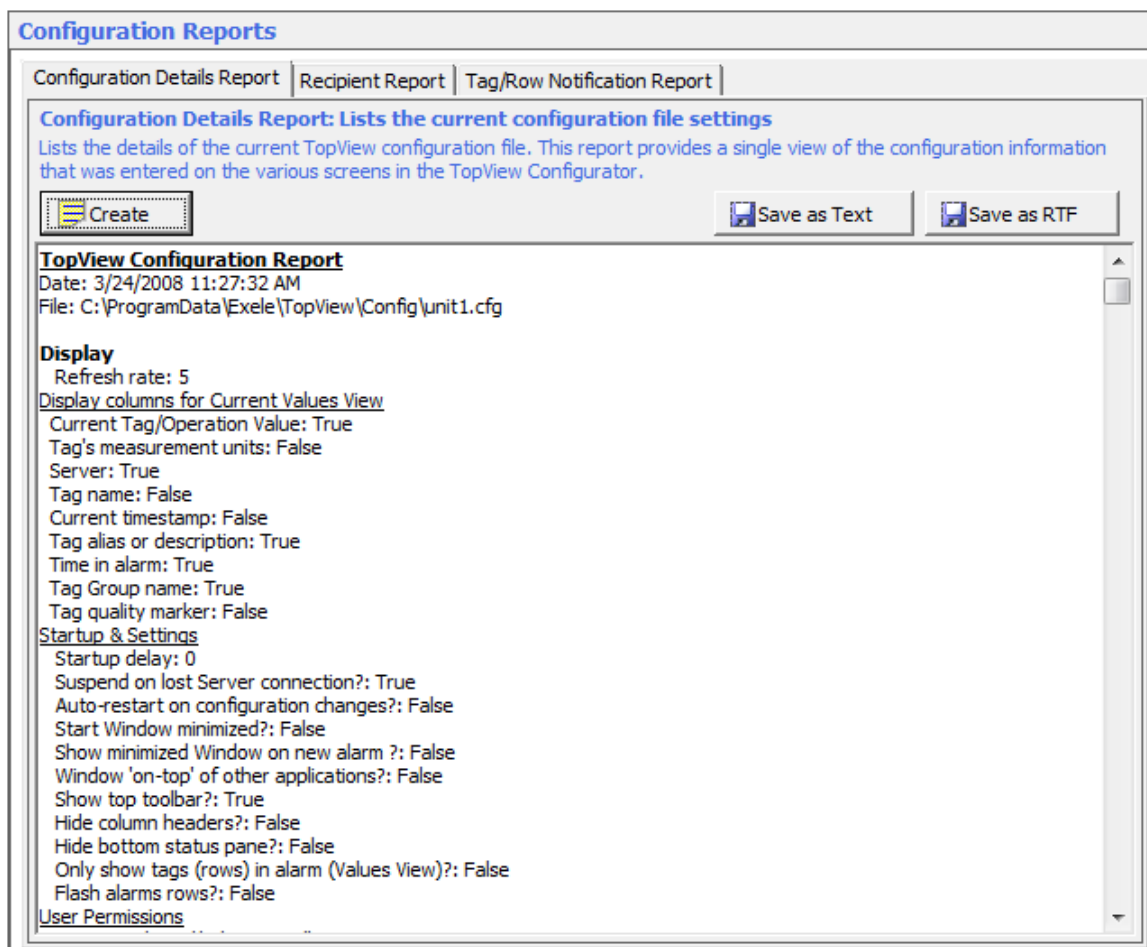 Configuration Reports
Configuration Details Report Recipient Report Tag/Row Notification Report
Configuration Details Report: Lists the current configuration file settings
Lists the details of the current TopView configuration file. This report provides a single view of the configuration information
that was entered on the various screens in the TopView Configurator.
Create Save as Text Save as RTF
TopView Configuration Report
Date: 3/24/2008 11:27:32 AM
File: C:\ProgramData\Exele\TopView\Config\unit1.cfg
Display
Refresh rate: 5
Display columns for Current Values View
Current Tag/Operation Value: True
Tag's measurement units: False
Server: True
Tag name: False
Current timestamp: False
Tag alias or description: True
Time in alarm: True
Tag Group name: True
Tag quality marker: False
Startup & Settings
Startup delay: 0
Suspend on lost Server connection?: True
Auto-restart on configuration changes?: False
Start Window minimized?: False
Show minimized Window on new alarm ?: False
Window 'on-top' of other applications?: False
Show top toolbar?: True
Hide column headers?: False
Hide bottom status pane?: False
Only show tags (rows) in alarm (Values View)?: False
Flash alarms rows?: False
User Permissions